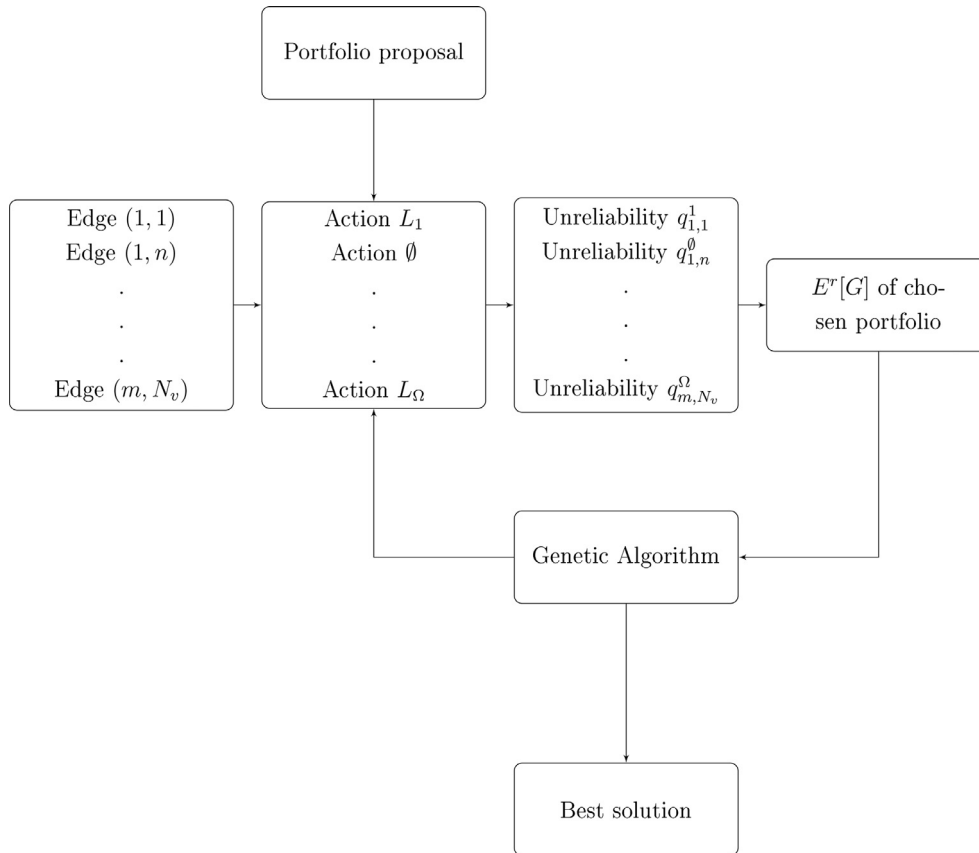 Portfolio proposal
Edge (1, 1)
Edge (1, n)
.
.
.
Edge (m, N_v)
Action L_1
Action ∅
.
.
.
Action L_Ω
Unreliability q^1_{1,1}
Unreliability q^∅_{1,n}
.
.
.
Unreliability q^Ω_{m,N_v}
E^r[G] of cho-
sen portfolio
Genetic Algorithm
Best solution